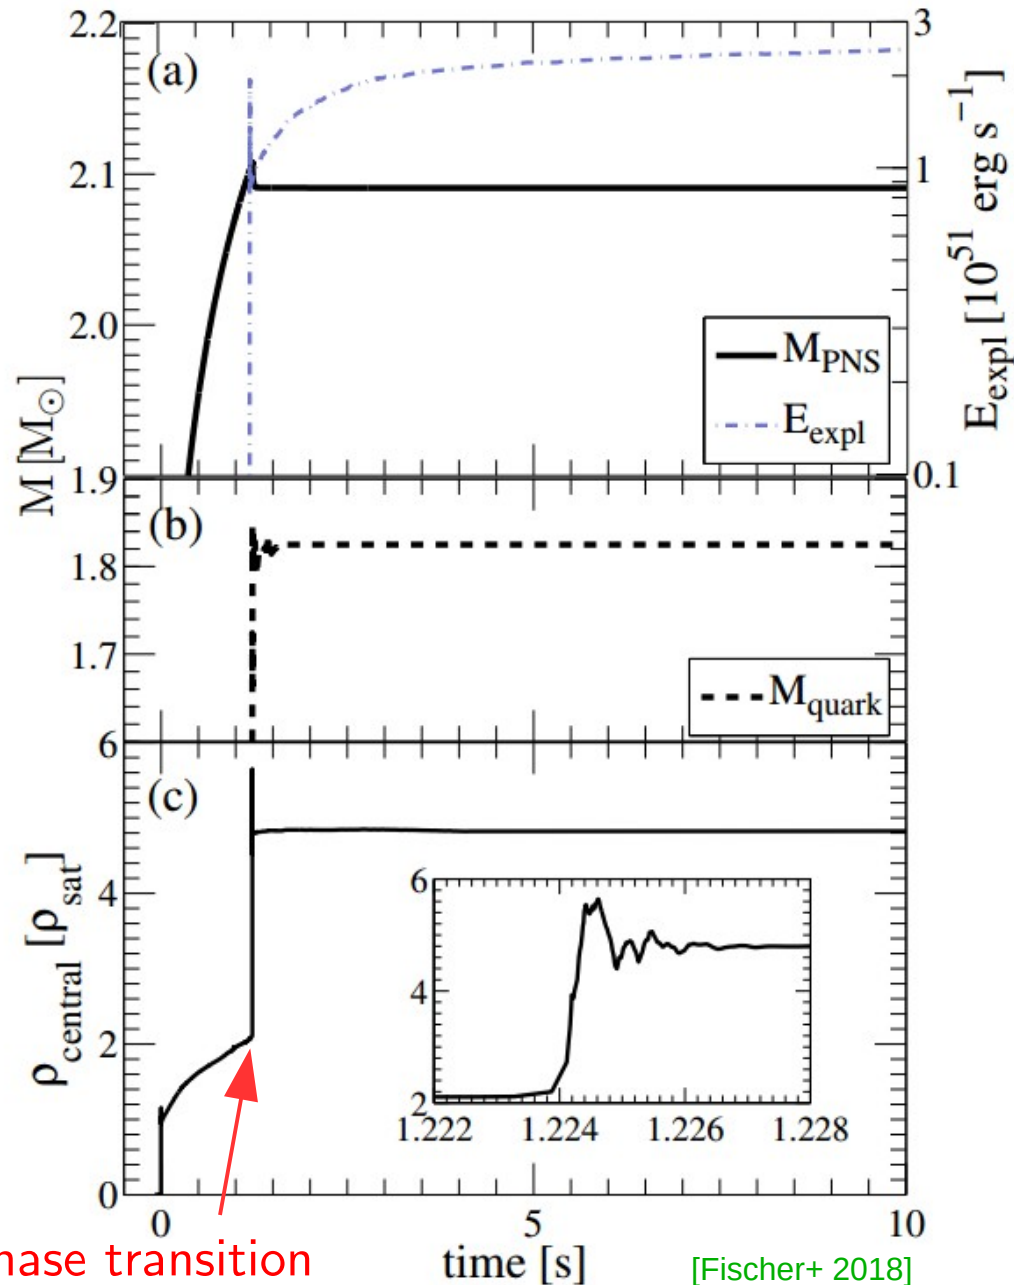 2.2
3
(a)
2.1
1
2.0
M_PNS
E_expl
M [M_⊙]
E_expl [10^51 erg s^−1]
1.9
0.1
(b)
1.8
1.7
M_quark
6
(c)
4
2
0
ρ_central [ρ_sat]
6
4
2
1.222 1.224 1.226 1.228
0 5 10
time [s]
hase transition
[Fischer+ 2018]